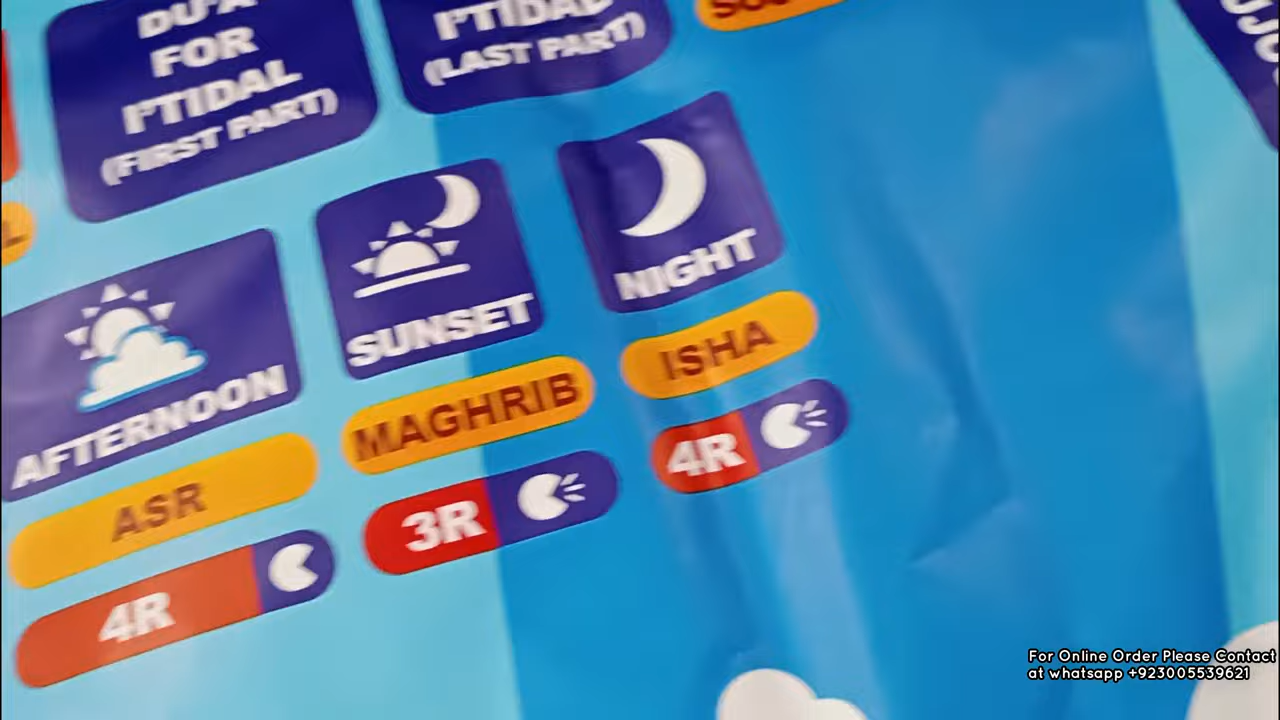 DU'A
FOR
I'TIDAL
(FIRST PART)
I'TIDAL
(LAST PART)
NIGHT
SUNSET
AFTERNOON
ISHA
MAGHRIB
ASR
4R
3R
4R
For Online Order Please Contact
at whatsapp +923005539621